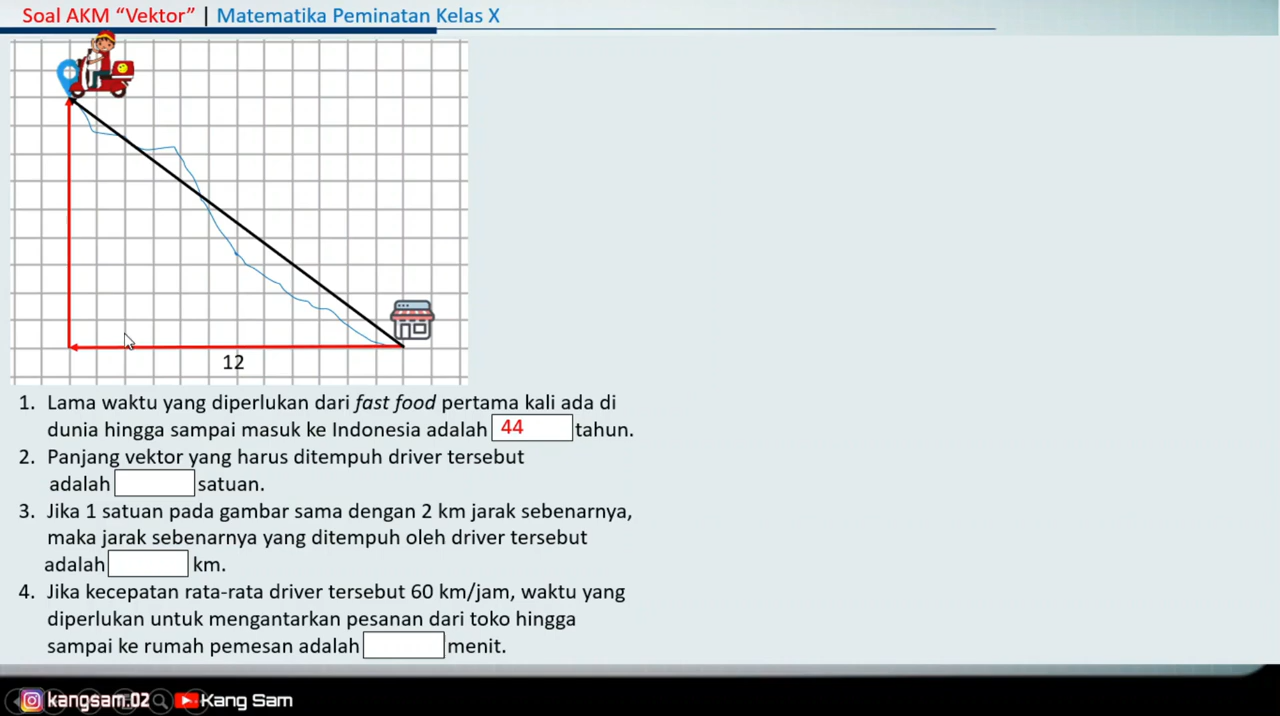 Soal AKM “Vektor” | Matematika Peminatan Kelas X
12
1. Lama waktu yang diperlukan dari fast food pertama kali ada di
dunia hingga sampai masuk ke Indonesia adalah 44 tahun.
2. Panjang vektor yang harus ditempuh driver tersebut
adalah satuan.
3. Jika 1 satuan pada gambar sama dengan 2 km jarak sebenarnya,
maka jarak sebenarnya yang ditempuh oleh driver tersebut
adalah km.
4. Jika kecepatan rata-rata driver tersebut 60 km/jam, waktu yang
diperlukan untuk mengantarkan pesanan dari toko hingga
sampai ke rumah pemesan adalah menit.
kangsam.02 Kang Sam